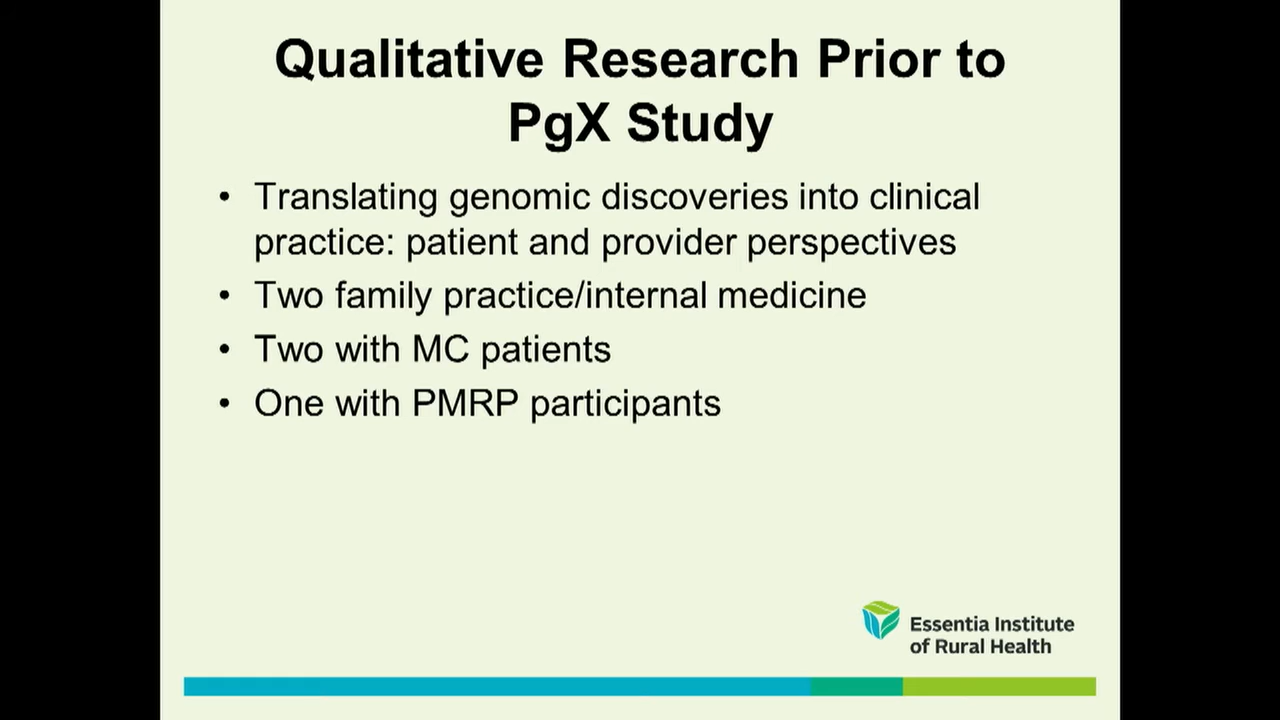 Qualitative Research Prior to
PgX Study
• Translating genomic discoveries into clinical
practice: patient and provider perspectives
• Two family practice/internal medicine
• Two with MC patients
• One with PMRP participants
Essentia Institute
of Rural Health